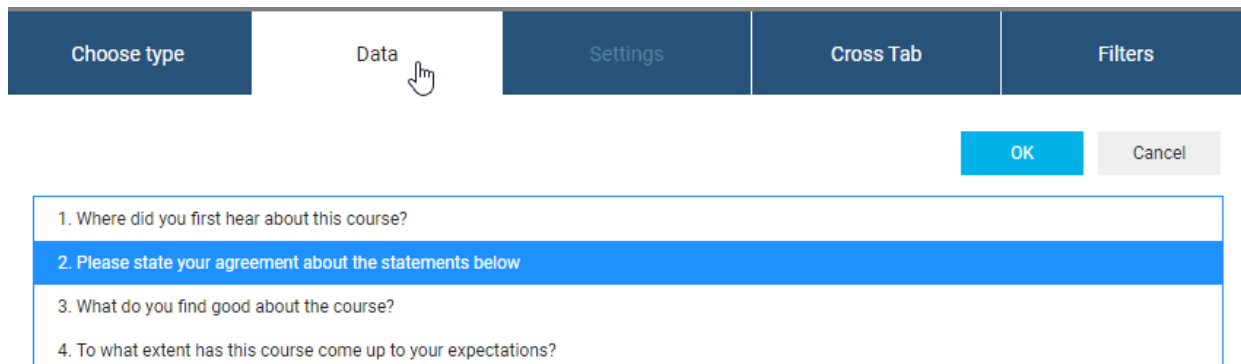 Choose type
Data
Settings
Cross Tab
Filters
OK
Cancel
1. Where did you first hear about this course?
2. Please state your agreement about the statements below
3. What do you find good about the course?
4. To what extent has this course come up to your expectations?